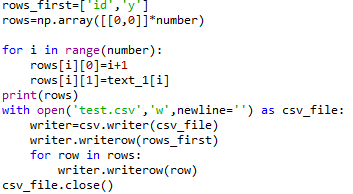 rows_first=['id','y']
rows=np.array([[0,0]]*number)
for i in range(number):
    rows[i][0]=i+1
    rows[i][1]=text_1[i]
print(rows)
with open('test.csv','w',newline='') as csv_file:
    writer=csv.writer(csv_file)
    writer.writerow(rows_first)
    for row in rows:
        writer.writerow(row)
csv_file.close()